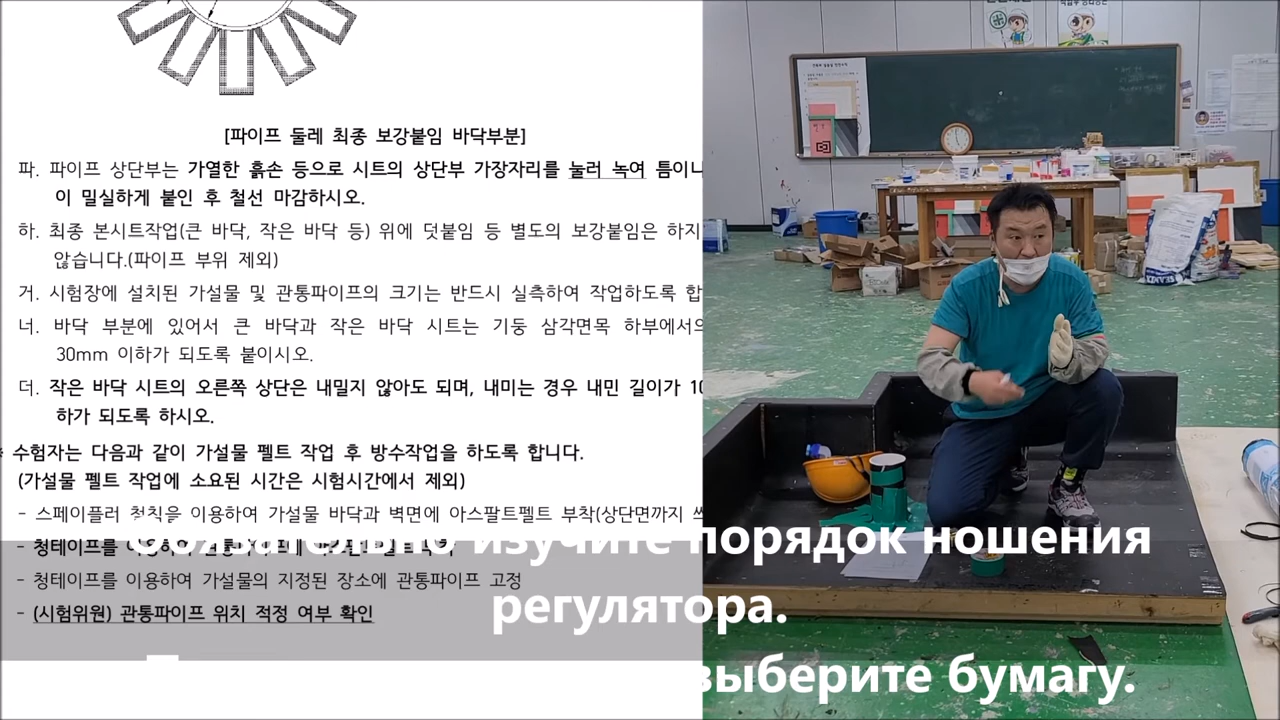 [파이프 둘레 최종 보강붙임 바닥부분]
파. 파이프 상단부는 가열한 흙손 등으로 시트의 상단부 가장자리를 눌러 녹여 틈이
이 밀실하게 붙인 후 철선 마감하시오.
하. 최종 본시트작업(큰 바닥, 작은 바닥 등) 위에 덧붙임 등 별도의 보강붙임은 하지
않습니다.(파이프 부위 제외)
거. 시험장에 설치된 가설물 및 관통파이프의 크기는 반드시 실측하여 작업하도록
너. 바닥 부분에 있어서 큰 바닥과 작은 바닥 시트는 기둥 삼각면목 하부에서
30mm 이하가 되도록 붙이시오.
더. 작은 바닥 시트의 오른쪽 상단은 내밀지 않아도 되며, 내미는 경우 내민 길이가
하가 되도록 하시오.
수험자는 다음과 같이 가설물 펠트 작업 후 방수작업을 하도록 합니다.
(가설물 펠트 작업에 소요된 시간은 시험시간에서 제외)
- 스페이플러 철침을 이용하여 가설물 바닥과 벽면에 아스팔트펠트 부착(상단면까지
- 청테이프를
изучите порядок ношения
- 청테이프를 이용하여 가설물의 지정된 장소에 관통파이프 고정
регулятора.
- (시험위원) 관통파이프 위치 적정 여부 확인
выберите бумагу.